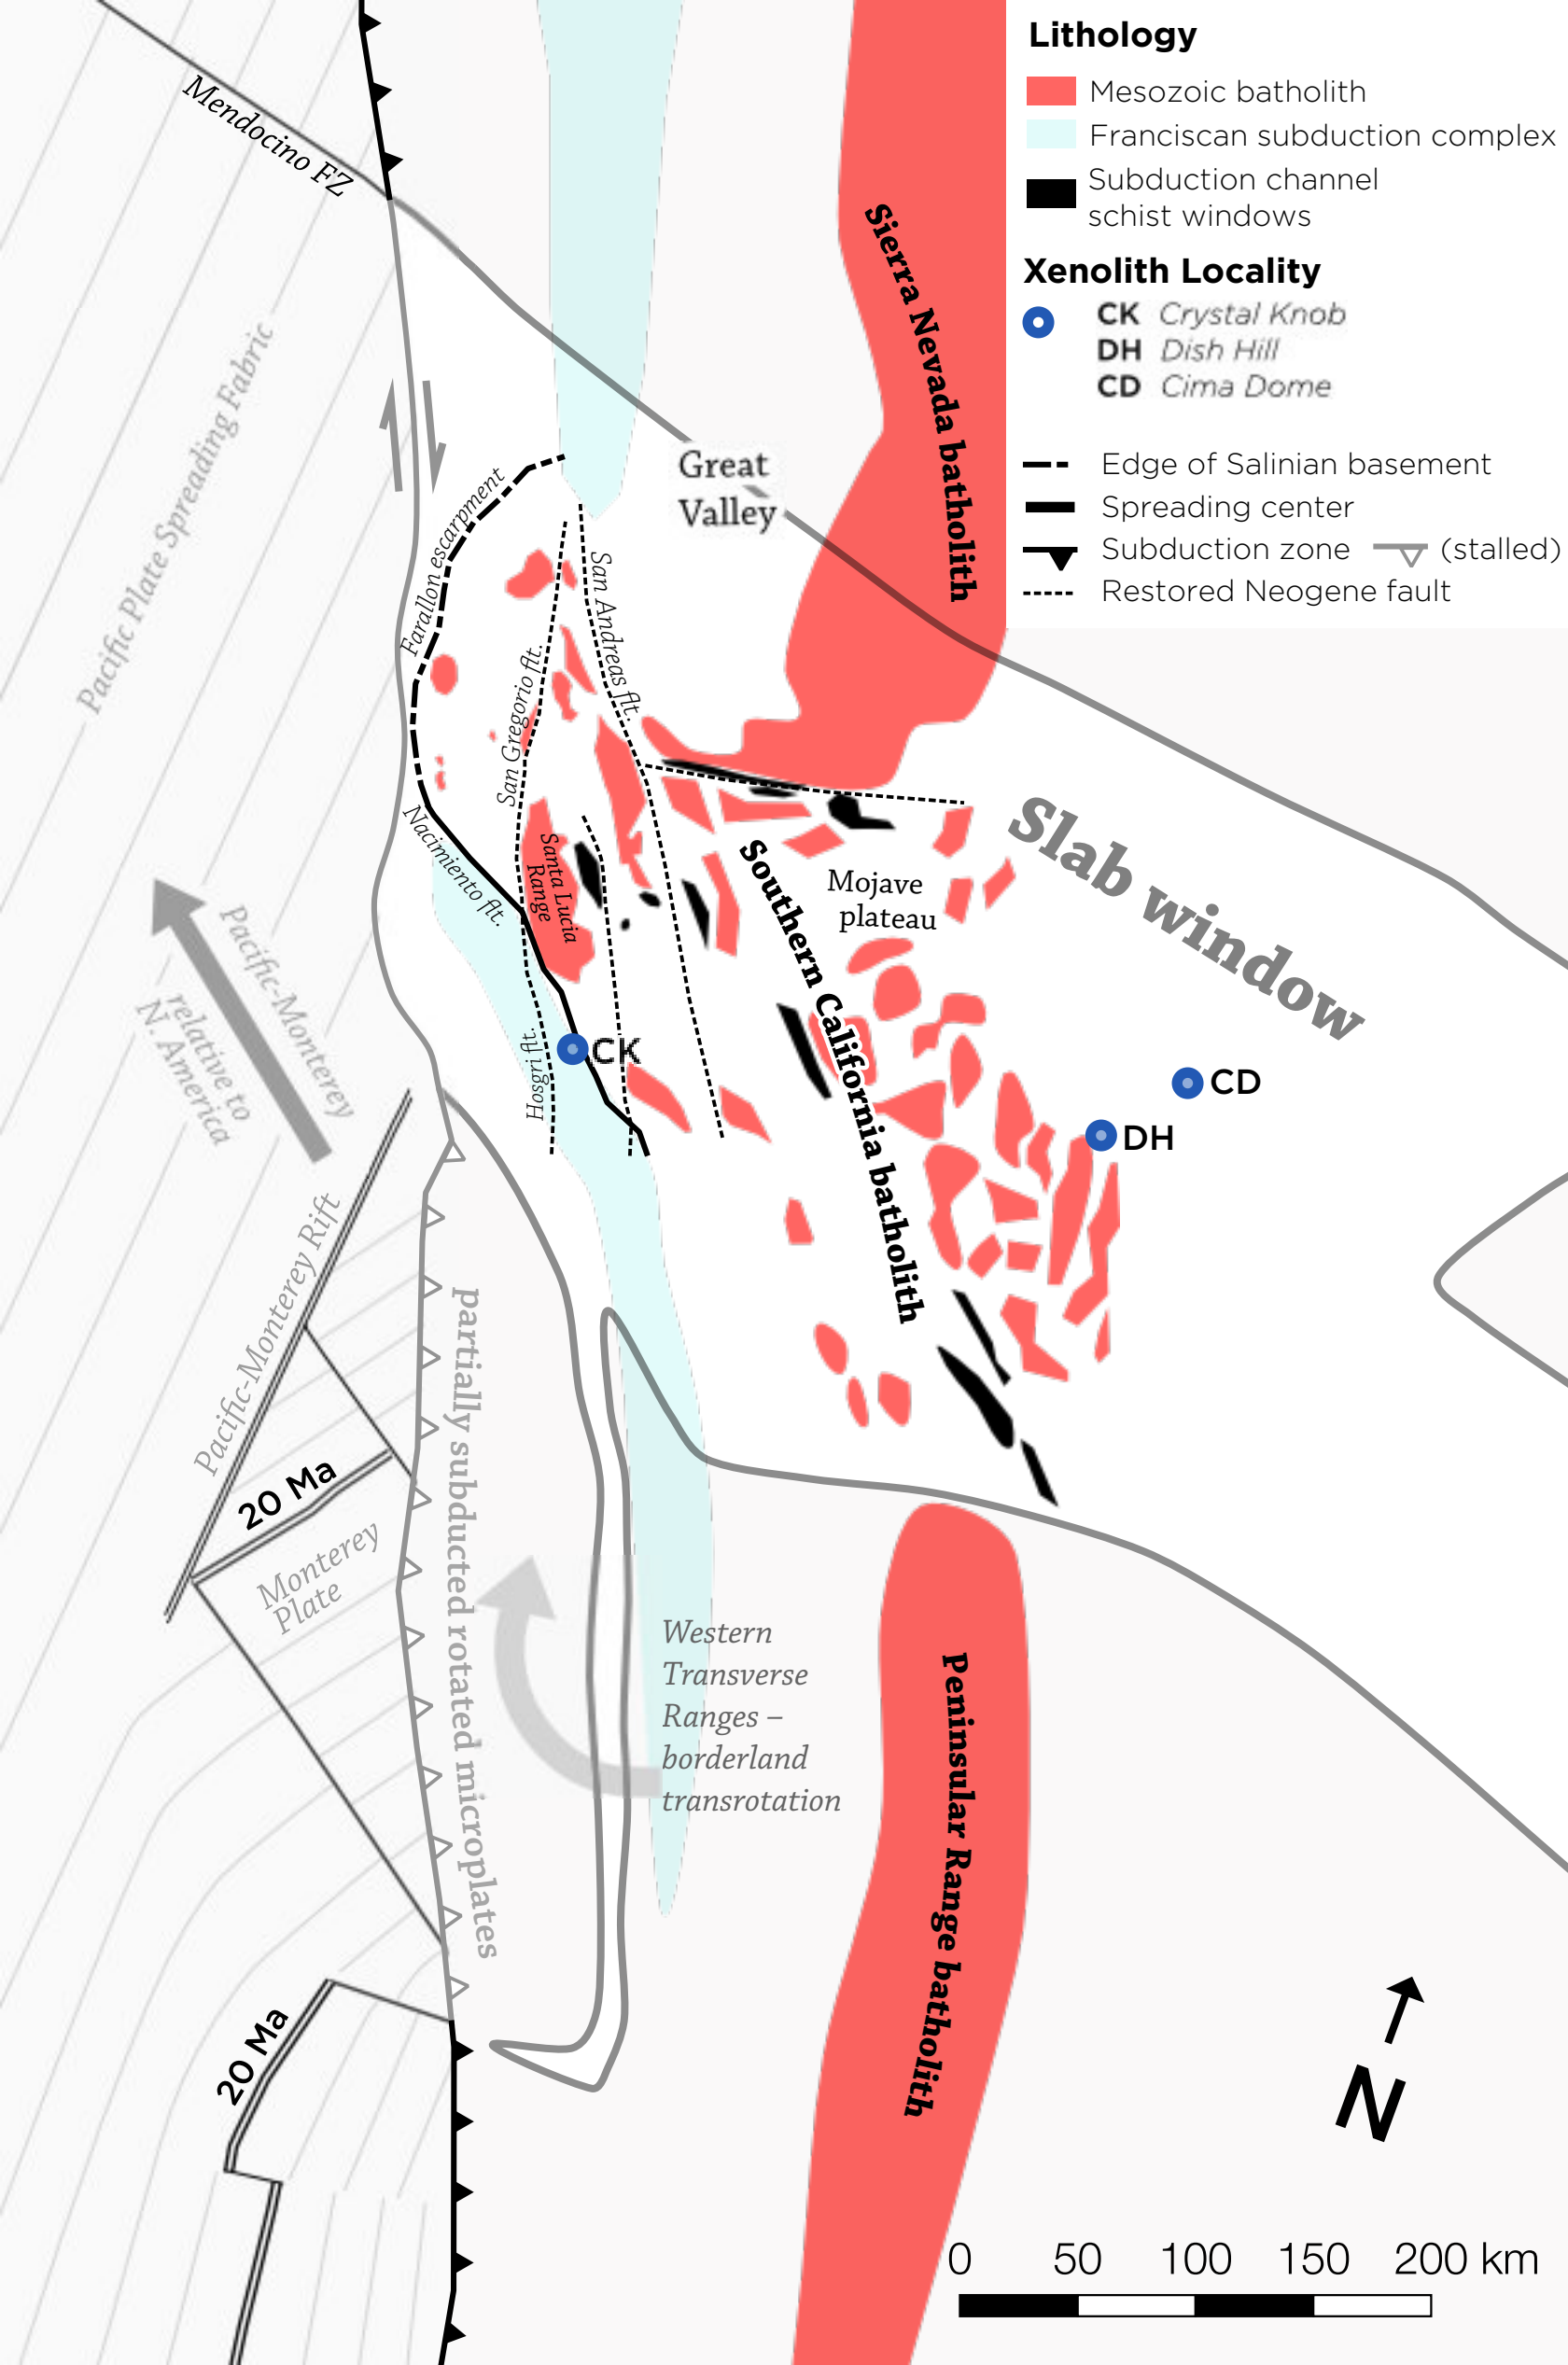 Lithology
Mesozoic batholith
Franciscan subduction complex
Subduction channel
schist windows
Xenolith Locality
CK Crystal Knob
DH Dish Hill
CD Cima Dome
Edge of Salinian basement
Spreading center
Subduction zone (stalled)
Restored Neogene fault
Mendocino FZ
Sierra Nevada batholith
Pacific Plate Spreading Fabric
Great
Valley
Farallon escarpment
San Andreas flt.
San Gregorio flt.
Nacimiento flt.
Santa Lucia
Range
Slab window
Mojave
plateau
Southern California batholith
Pacific-Monterey
relative to
N. America
Hosgri flt.
CK
CD
DH
Pacific-Monterey Rift
partially subducted rotated microplates
20 Ma
Monterey
Plate
Western
Transverse
Ranges –
borderland
transrotation
Peninsular Range batholith
20 Ma
N
0 50 100 150 200 km